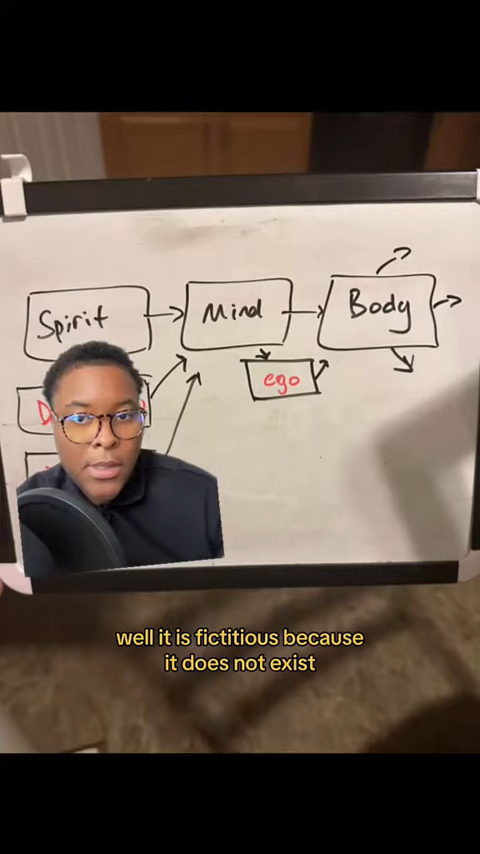 Spirit
Mind
Body
ego
well it is fictitious because
it does not exist